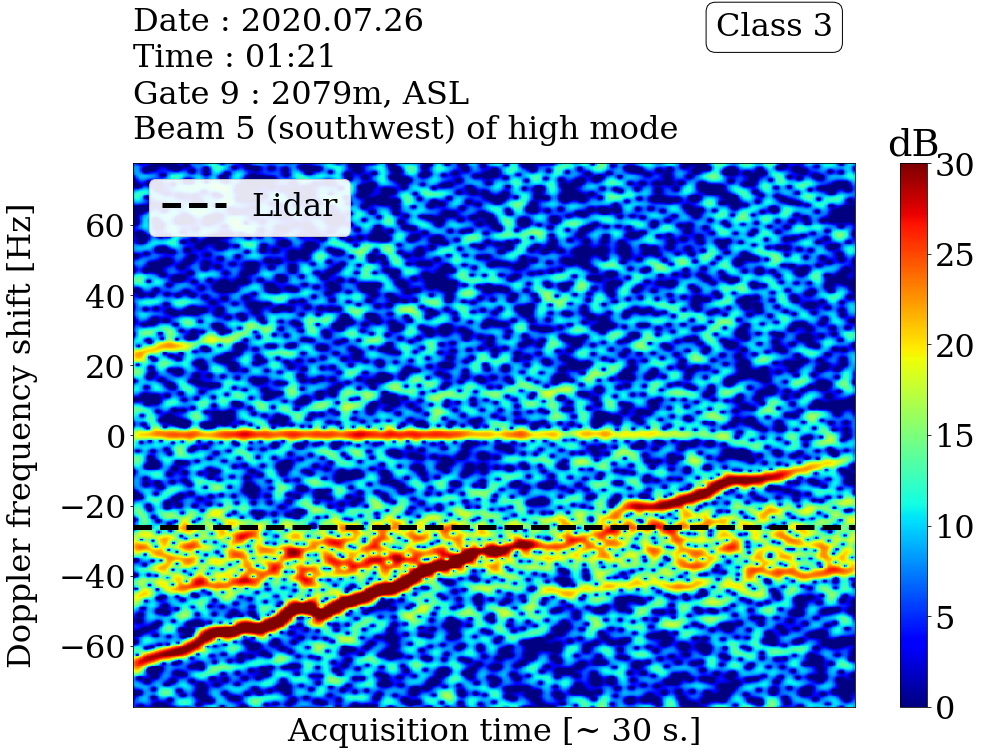 Date : 2020.07.26
Time : 01:21
Gate 9 : 2079m, ASL
Beam 5 (southwest) of high mode
Class 3
dB
Lidar
Doppler frequency shift [Hz]
60
40
20
0
−20
−40
−60
30
25
20
15
10
5
0
Acquisition time [~ 30 s.]